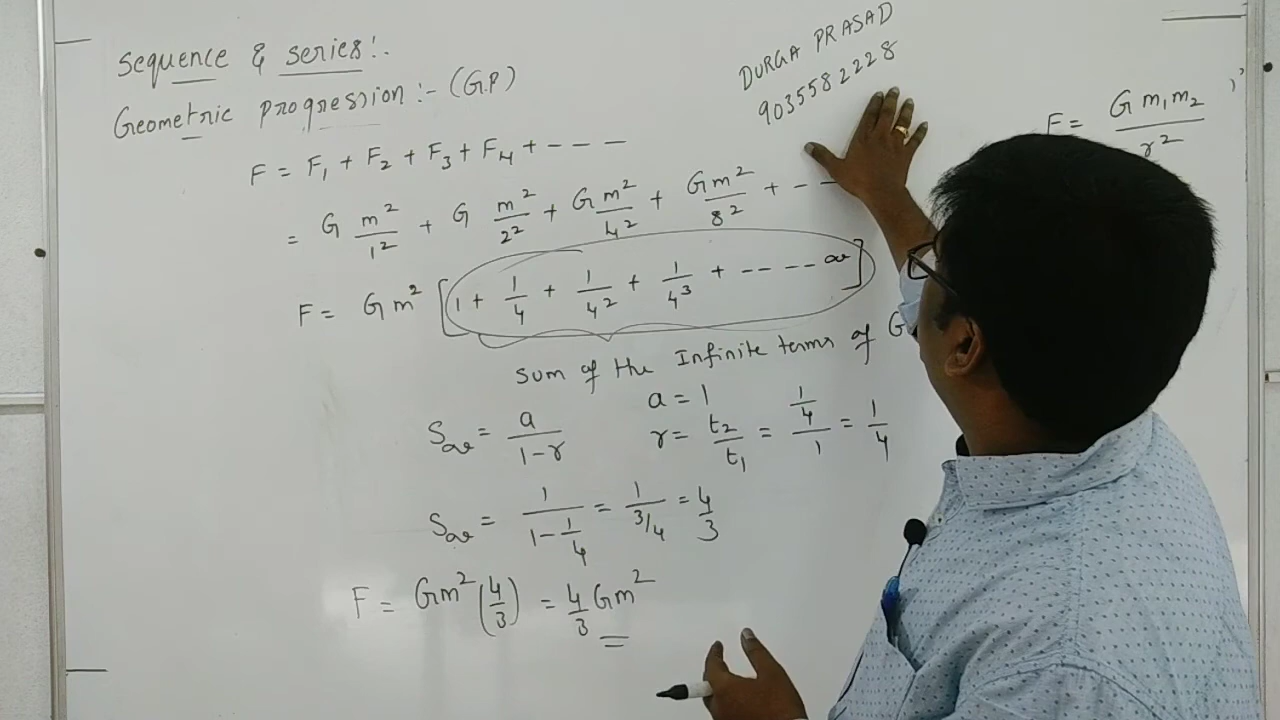 Sequence & series:.
Geometric progression :- (G.P)
DURGA PRASAD
9035582228
F = G m₁m₂ / r²
F = F₁ + F₂ + F₃ + F₄ + - - -
= G m²/1² + G m²/2² + G m²/4² + G m²/8² + - -
F = G m² [1 + 1/4 + 1/4² + 1/4³ + - - - - - ∞]
sum of the Infinite terms of G
S∞ = a / 1-r
a = 1
r = t₂/t₁ = 1/4 / 1 = 1/4
S∞ = 1 / 1-1/4 = 1 / 3/4 = 4/3
F = Gm² (4/3) = 4/3 Gm²